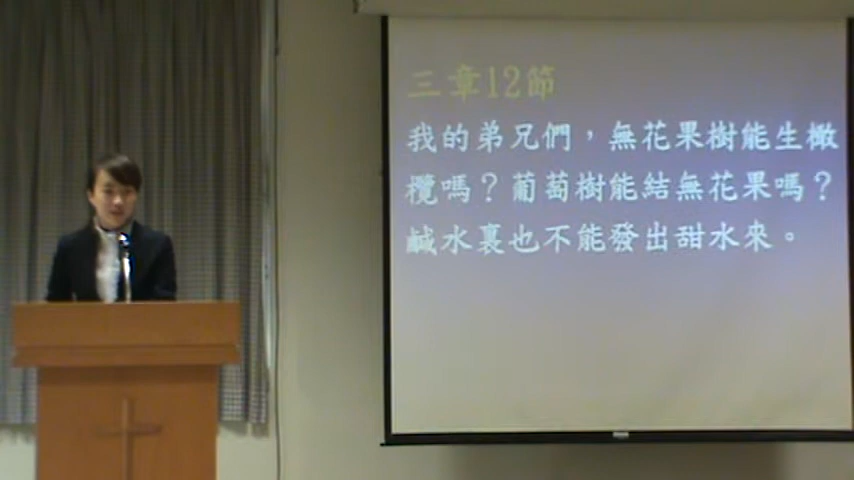 三章12節
我的弟兄們，無花果樹能生橄
欖嗎？葡萄樹能結無花果嗎？
鹹水裏也不能發出甜水來。